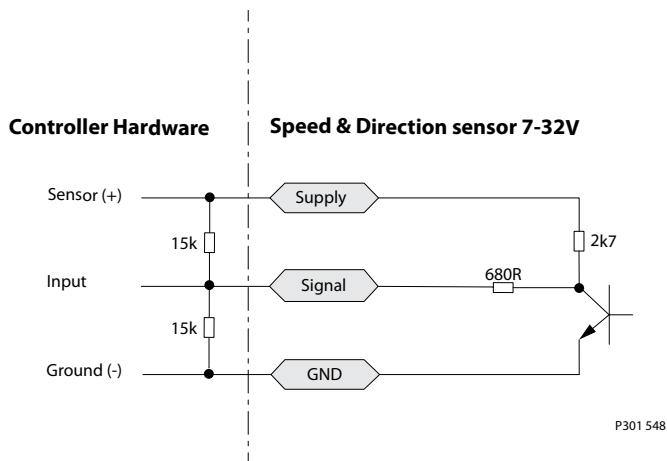 Controller Hardware
Speed & Direction sensor 7-32V
Sensor (+)
Supply
15k
2k7
680R
Input
Signal
15k
Ground (-)
GND
P301 548